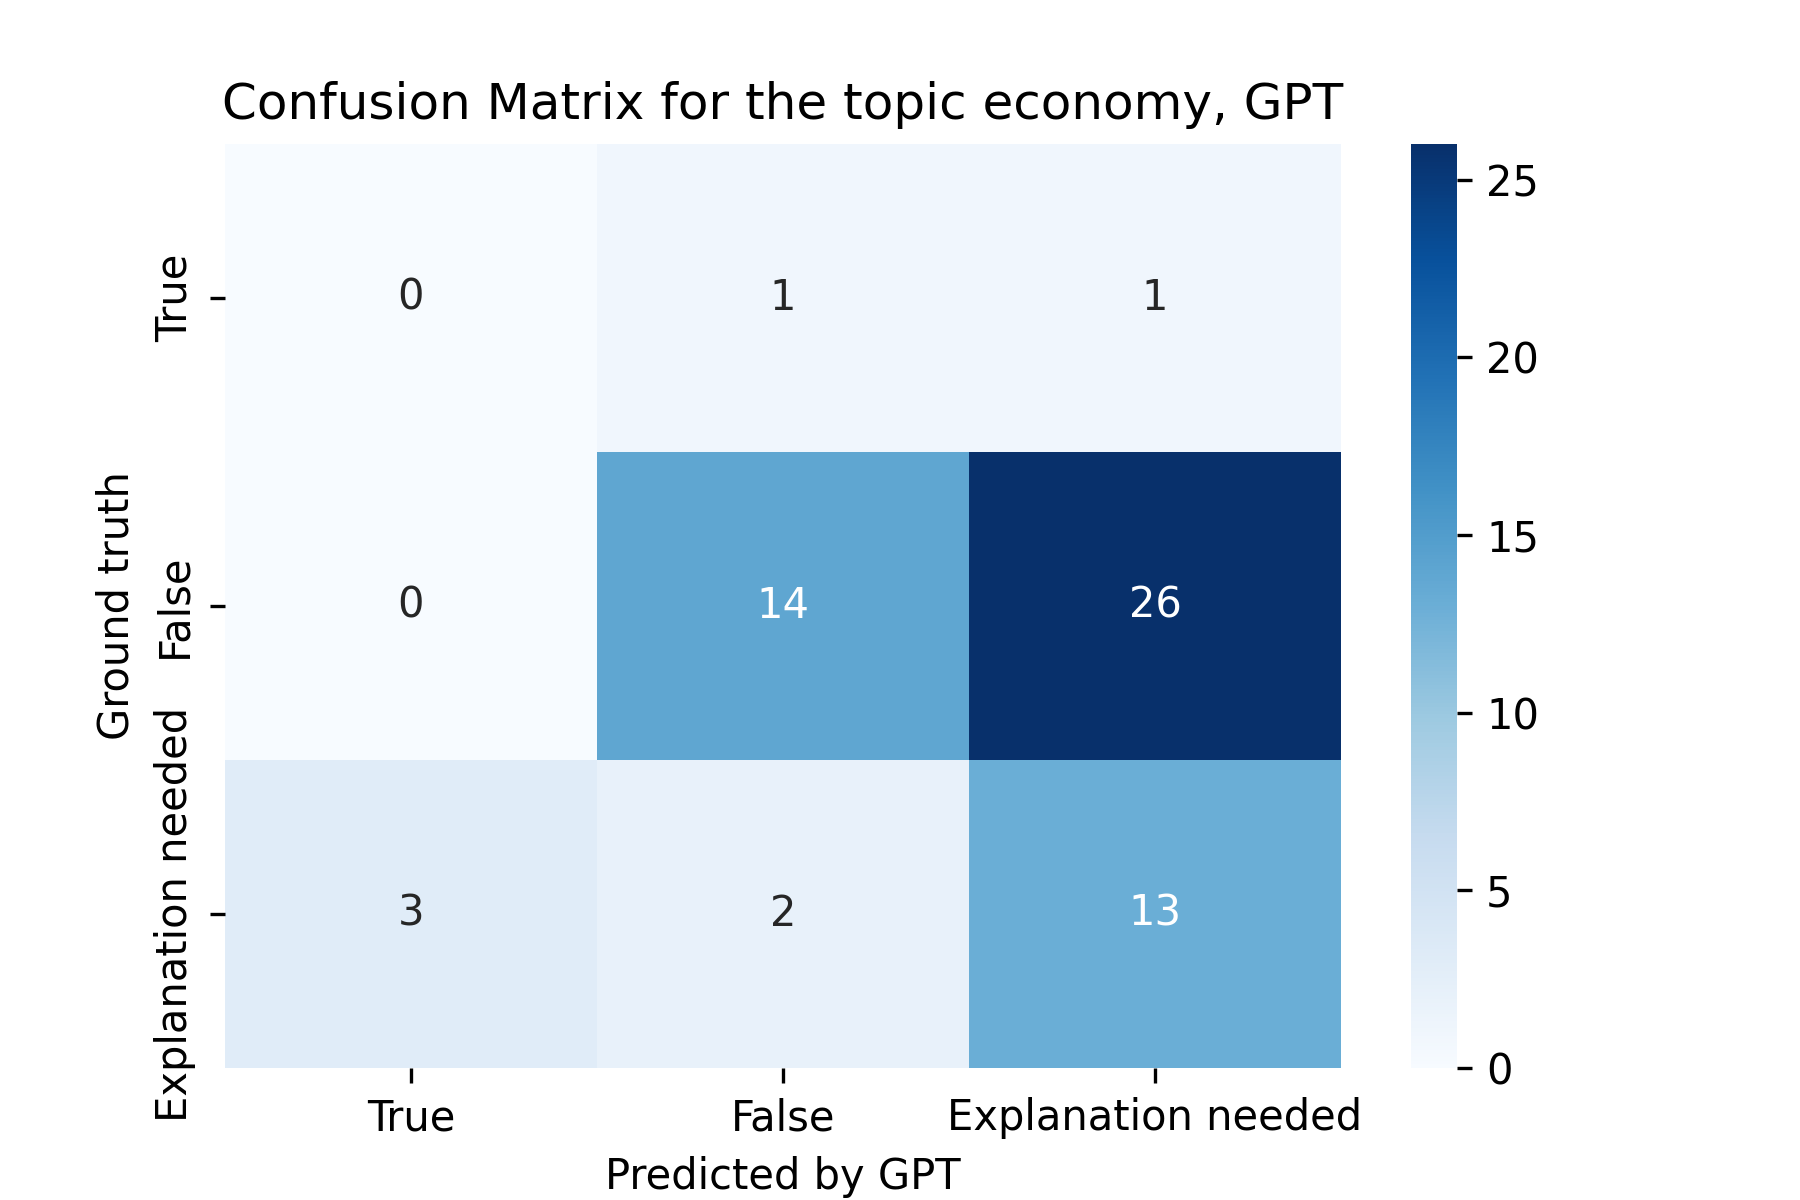 Confusion Matrix for the topic economy, GPT
Ground truth
True
False
Explanation needed
0 1 1
0 14 26
3 2 13
True False Explanation needed
Predicted by GPT
25
20
15
10
5
0